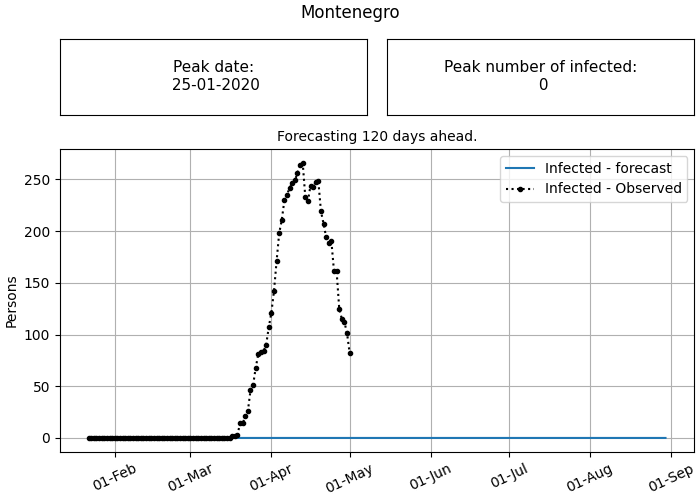 Montenegro
Peak date:
25-01-2020
Peak number of infected:
0
Forecasting 120 days ahead.
Infected - forecast
Infected - Observed
Persons
250
200
150
100
50
0
01-Feb
01-Mar
01-Apr
01-May
01-Jun
01-Jul
01-Aug
01-Sep